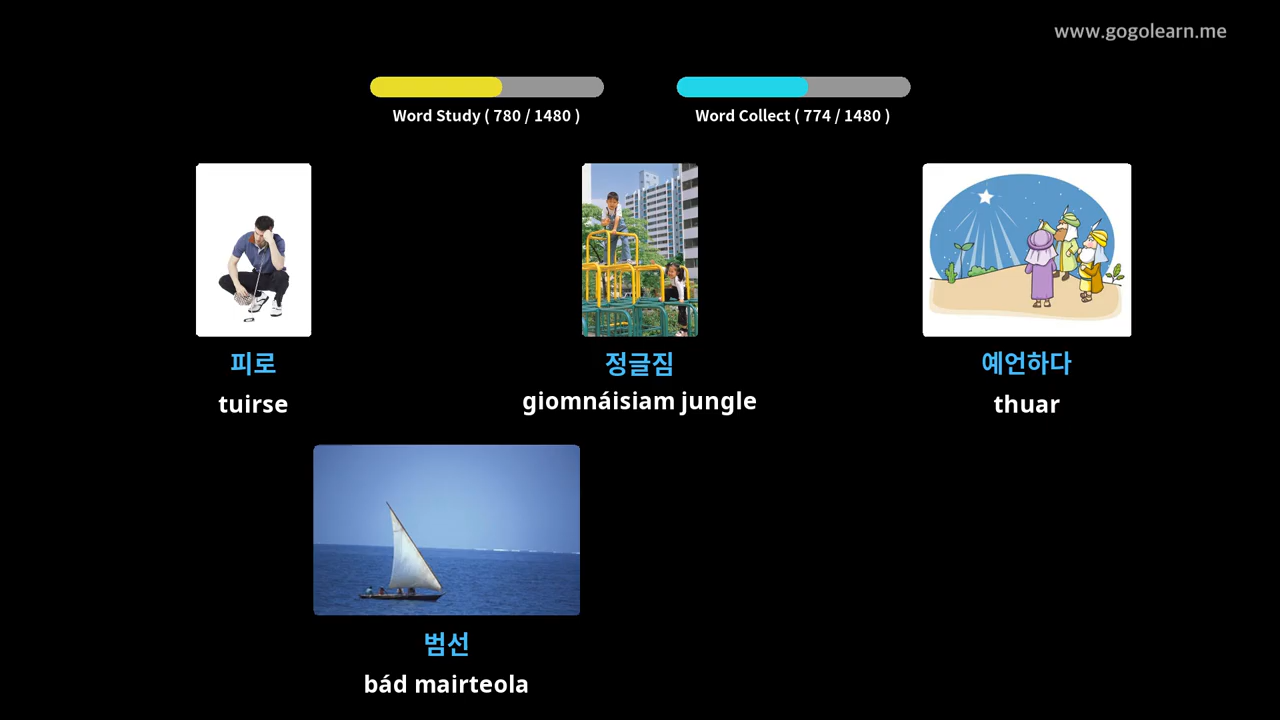 www.gogolearn.me
Word Study ( 780 / 1480 )
Word Collect ( 774 / 1480 )
피로
tuirse
정글짐
giomnáisiam jungle
예언하다
thuar
범선
bád mairteola